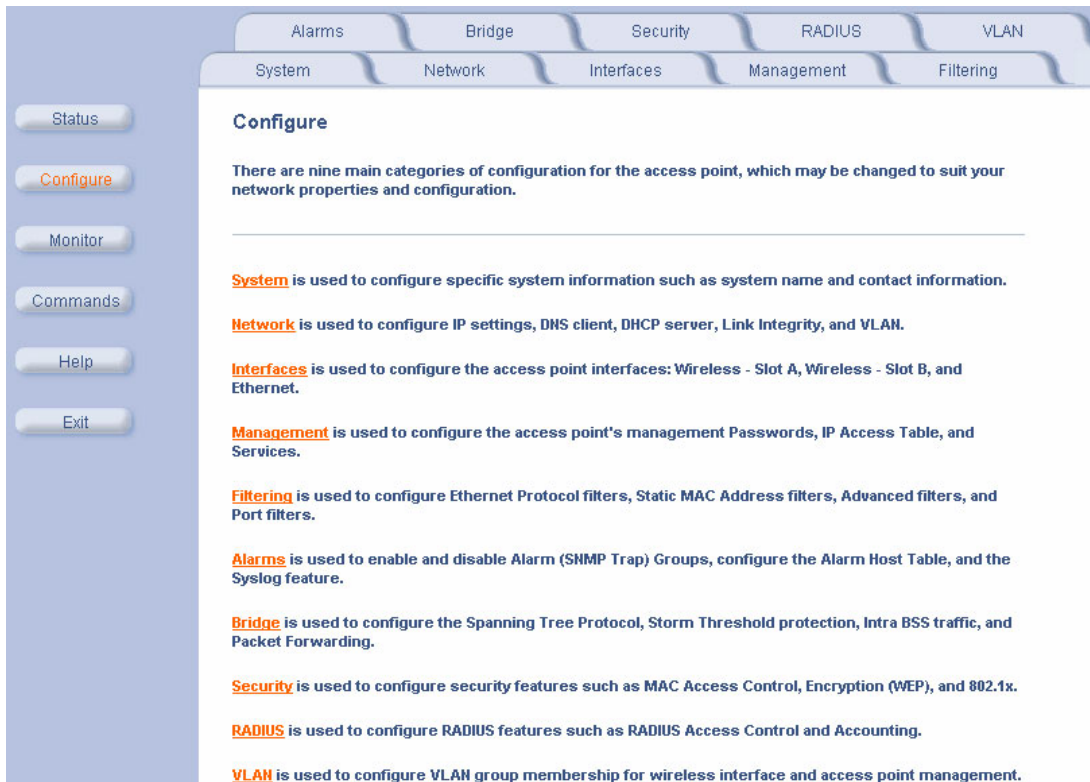 Alarms
Bridge
Security
RADIUS
VLAN
System
Network
Interfaces
Management
Filtering
Status
Configure
Monitor
Commands
Help
Exit
Configure
There are nine main categories of configuration for the access point, which may be changed to suit your
network properties and configuration.
System is used to configure specific system information such as system name and contact information.
Network is used to configure IP settings, DNS client, DHCP server, Link Integrity, and VLAN.
Interfaces is used to configure the access point interfaces: Wireless - Slot A, Wireless - Slot B, and
Ethernet.
Management is used to configure the access point's management Passwords, IP Access Table, and
Services.
Filtering is used to configure Ethernet Protocol filters, Static MAC Address filters, Advanced filters, and
Port filters.
Alarms is used to enable and disable Alarm (SNMP Trap) Groups, configure the Alarm Host Table, and the
Syslog feature.
Bridge is used to configure the Spanning Tree Protocol, Storm Threshold protection, Intra BSS traffic, and
Packet Forwarding.
Security is used to configure security features such as MAC Access Control, Encryption (WEP), and 802.1x.
RADIUS is used to configure RADIUS features such as RADIUS Access Control and Accounting.
VLAN is used to configure VLAN group membership for wireless interface and access point management.